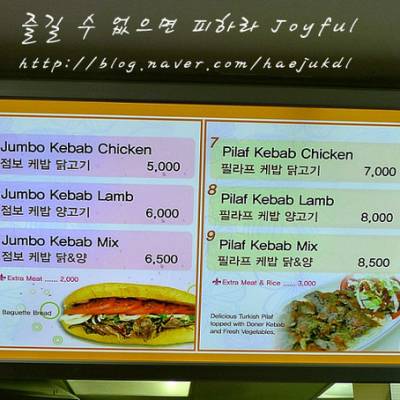 즐길 수 없으면 피하라 Joyful
http://blog.naver.com/haejukdl
Jumbo Kebab Chicken
점보 케밥 닭고기 5,000
Jumbo Kebab Lamb
점보 케밥 양고기 6,000
Jumbo Kebab Mix
점보 케밥 닭&양 6,500
Extra Meat ...... 2,000
Baguette Bread
7 Pilaf Kebab Chicken
필라프 케밥 닭고기 7,000
8 Pilaf Kebab Lamb
필라프 케밥 양고기 8,000
9 Pilaf Kebab Mix
필라프 케밥 닭&양 8,500
Extra Meat & Rice ...... 3,000
Delicious Turkish Pilaf
topped with Doner Kebab
and Fresh Vegetables.